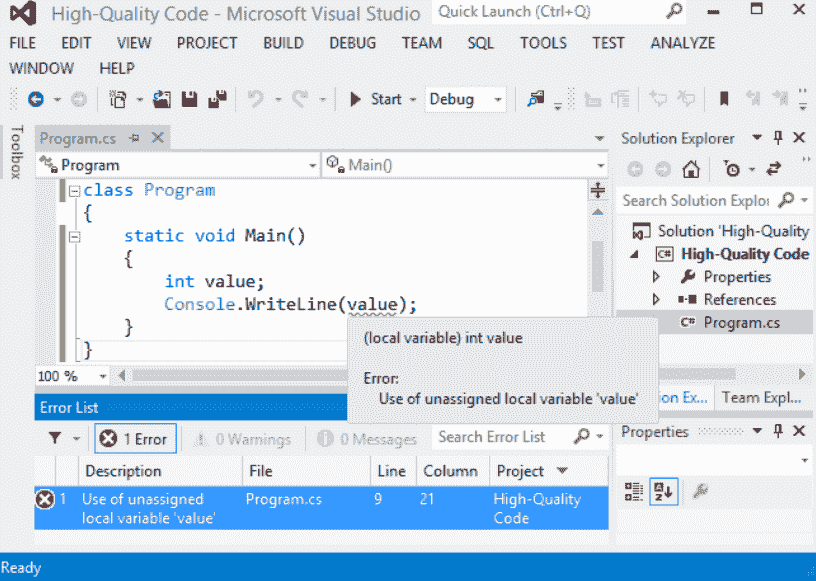 High-Quality Code - Microsoft Visual Studio
Quick Launch (Ctrl+Q)
FILE EDIT VIEW PROJECT BUILD DEBUG TEAM SQL TOOLS TEST ANALYZE
WINDOW HELP
Start Debug
Toolbox
Program.cs
Program Main()
class Program
{
static void Main()
{
int value;
Console.WriteLine(value);
}
}
100 %
(local variable) int value
Error:
Use of unassigned local variable 'value'
Solution Explorer
Search Solution Explo
Solution 'High-Quality
C# High-Quality Code
Properties
References
C# Program.cs
ion Ex... Team Expl...
Error List
1 Error 0 Warnings 0 Messages Search Error List
Description File Line Column Project
1 Use of unassigned local variable 'value' Program.cs 9 21 High-Quality Code
Properties
Ready